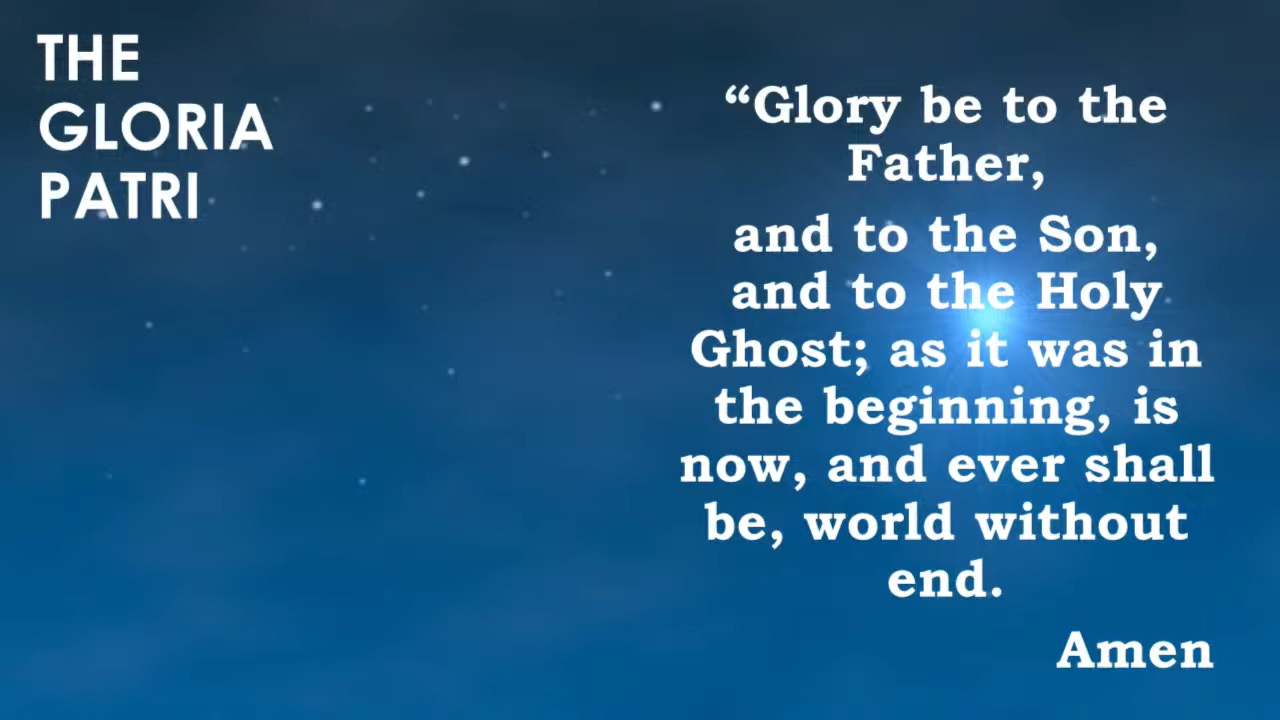 THE
GLORIA
PATRI
“Glory be to the
Father,
and to the Son,
and to the Holy
Ghost; as it was in
the beginning, is
now, and ever shall
be, world without
end.
Amen